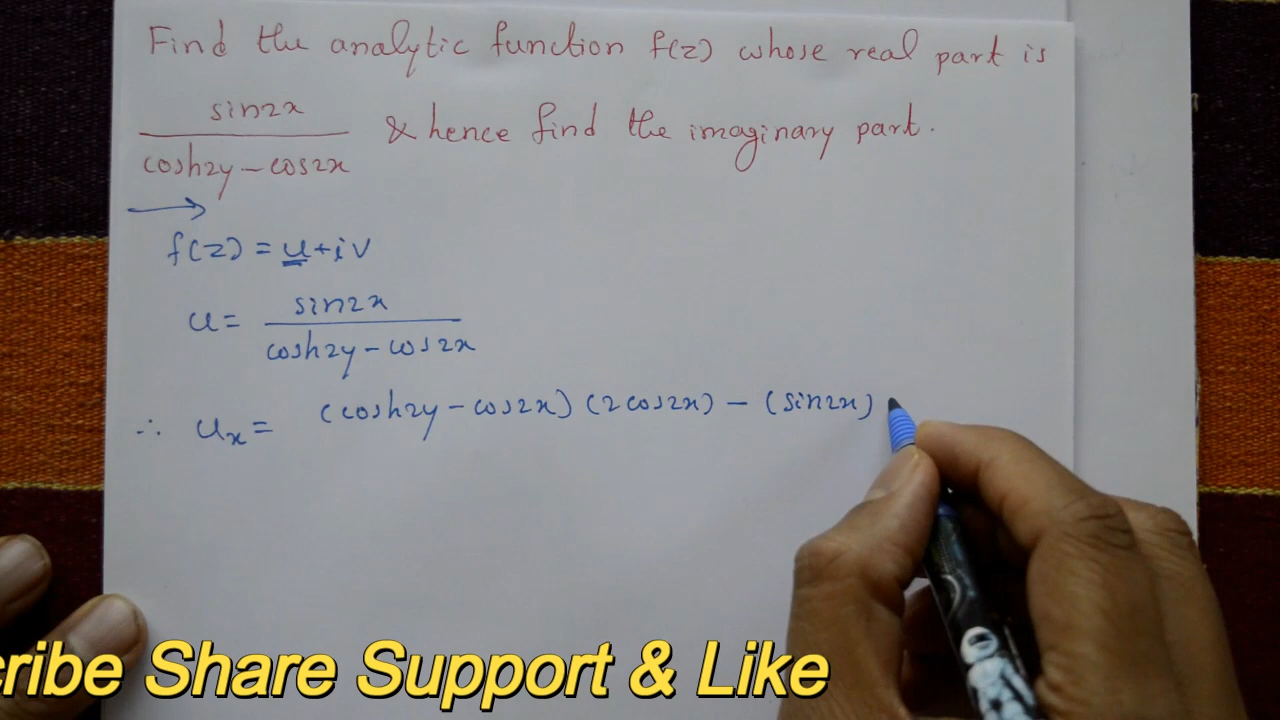 Find the analytic function f(z) whose real part is
sin2x
cosh2y - cos2x & hence find the imaginary part.
→
f(z) = u + iv
u = sin2x
cosh2y - cos2x
∴ ux = (cosh2y - cos2x) (2cos2x) - (sin2x)
cribe Share Support & Like